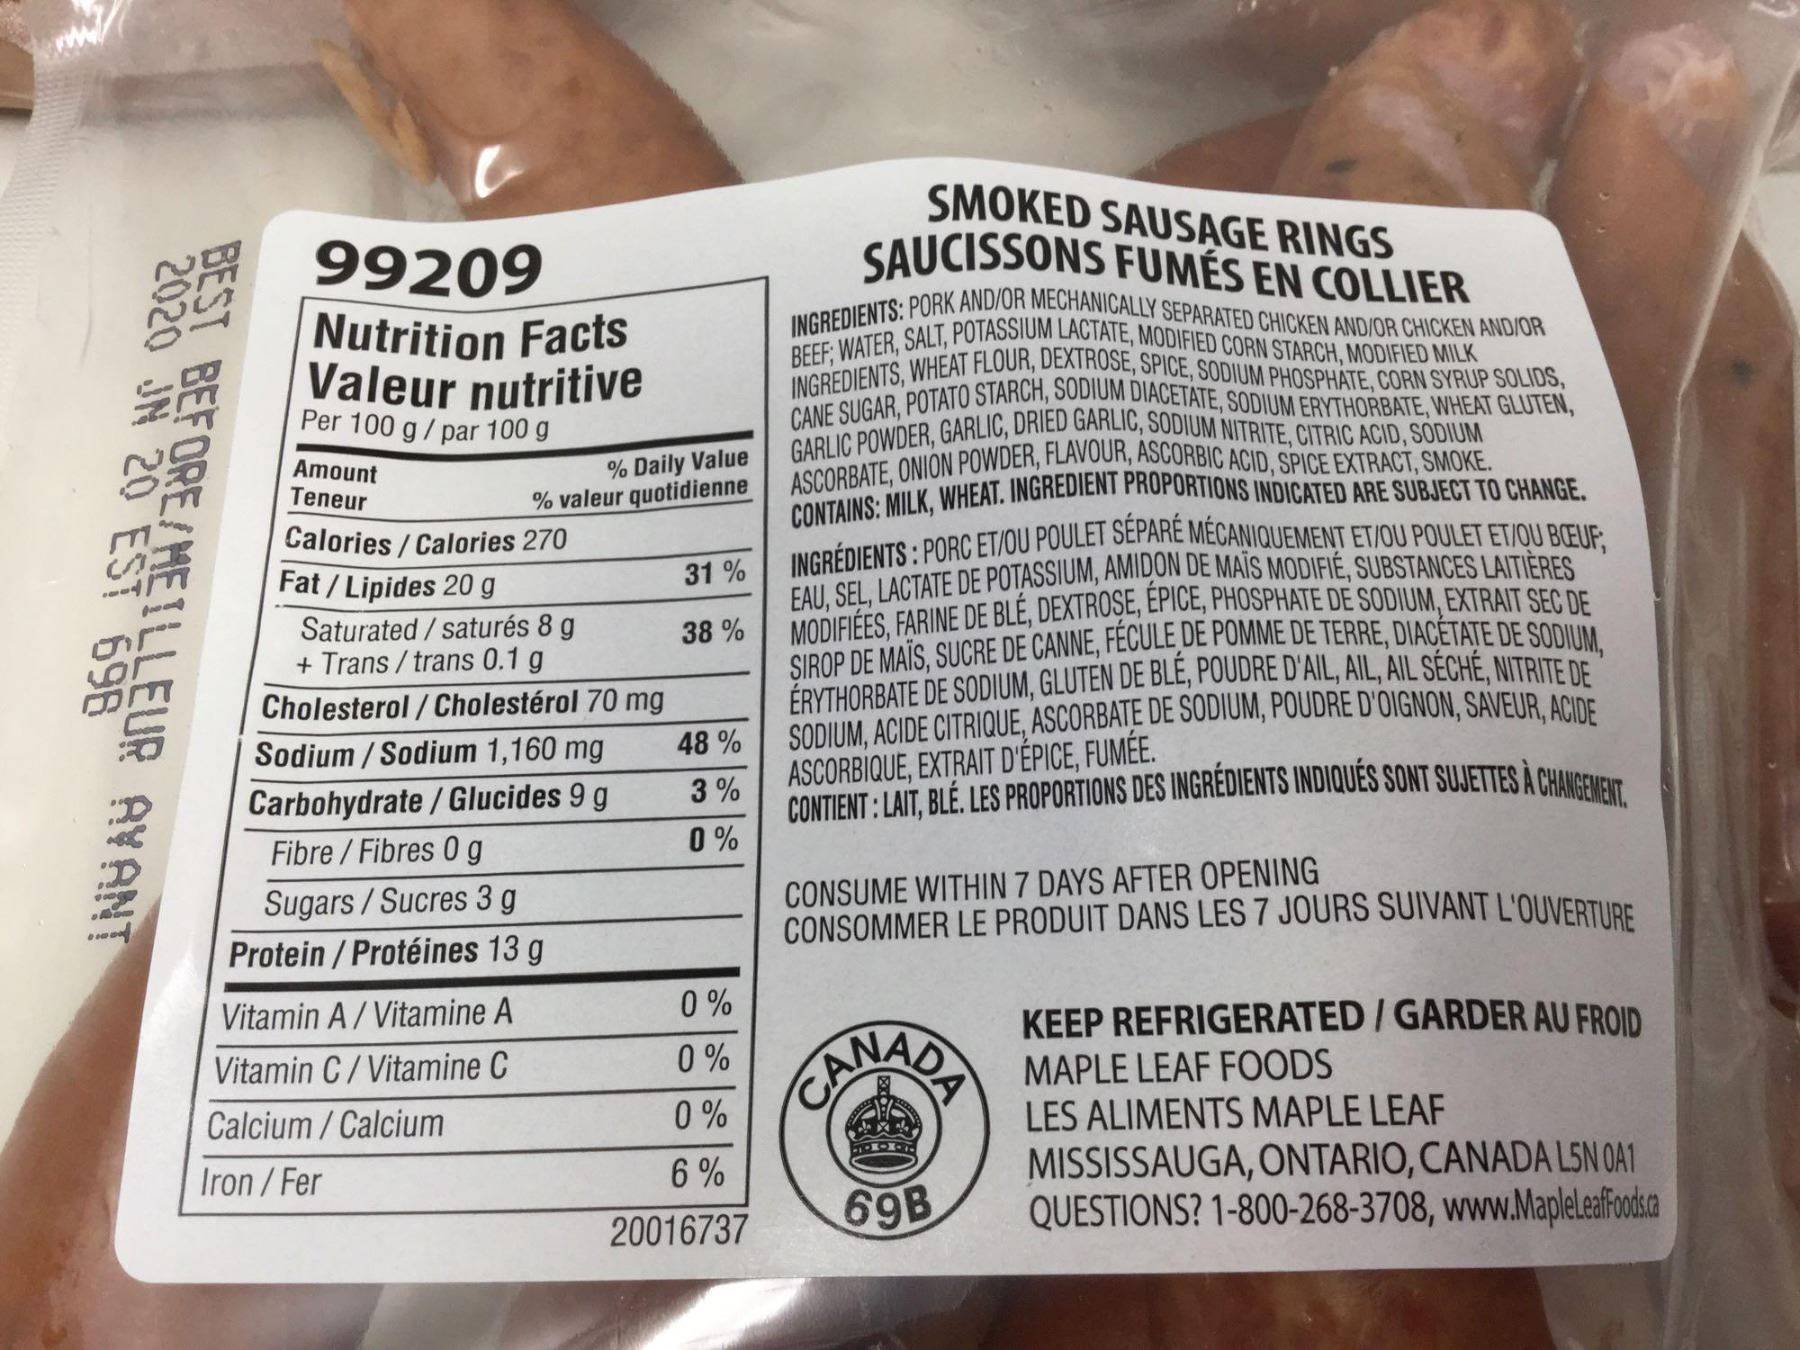 99209
Nutrition Facts
Valeur nutritive
Per 100 g / par 100 g
Amount % Daily Value
Teneur % valeur quotidienne
Calories / Calories 270
Fat / Lipides 20 g 31 %
Saturated / saturés 8 g 38 %
+ Trans / trans 0.1 g
Cholesterol / Cholestérol 70 mg
Sodium / Sodium 1,160 mg 48 %
Carbohydrate / Glucides 9 g 3 %
Fibre / Fibres 0 g 0 %
Sugars / Sucres 3 g
Protein / Protéines 13 g
Vitamin A / Vitamine A 0 %
Vitamin C / Vitamine C 0 %
Calcium / Calcium 0 %
Iron / Fer 6 %
20016737
SMOKED SAUSAGE RINGS
SAUCISSONS FUMÉS EN COLLIER
INGREDIENTS: PORK AND/OR MECHANICALLY SEPARATED CHICKEN AND/OR CHICKEN AND/OR
BEEF; WATER, SALT, POTASSIUM LACTATE, MODIFIED CORN STARCH, MODIFIED MILK
INGREDIENTS, WHEAT FLOUR, DEXTROSE, SPICE, SODIUM PHOSPHATE, CORN SYRUP SOLIDS,
CANE SUGAR, POTATO STARCH, SODIUM DIACETATE, SODIUM ERYTHORBATE, WHEAT GLUTEN,
GARLIC POWDER, GARLIC, DRIED GARLIC, SODIUM NITRITE, CITRIC ACID, SODIUM
ASCORBATE, ONION POWDER, FLAVOUR, ASCORBIC ACID, SPICE EXTRACT, SMOKE.
CONTAINS: MILK, WHEAT. INGREDIENT PROPORTIONS INDICATED ARE SUBJECT TO CHANGE.
INGRÉDIENTS : PORC ET/OU POULET SÉPARÉ MÉCANIQUEMENT ET/OU POULET ET/OU BŒUF;
EAU, SEL, LACTATE DE POTASSIUM, AMIDON DE MAÏS MODIFIÉ, SUBSTANCES LAITIÈRES
MODIFIÉES, FARINE DE BLÉ, DEXTROSE, ÉPICE, PHOSPHATE DE SODIUM, EXTRAIT SEC DE
SIROP DE MAÏS, SUCRE DE CANNE, FÉCULE DE POMME DE TERRE, DIACÉTATE DE SODIUM,
ÉRYTHORBATE DE SODIUM, GLUTEN DE BLÉ, POUDRE D'AIL, AIL, AIL SÉCHÉ, NITRITE DE
SODIUM, ACIDE CITRIQUE, ASCORBATE DE SODIUM, POUDRE D'OIGNON, SAVEUR, ACIDE
ASCORBIQUE, EXTRAIT D'ÉPICE, FUMÉE.
CONTIENT : LAIT, BLÉ. LES PROPORTIONS DES INGRÉDIENTS INDIQUÉS SONT SUJETTES À CHANGEMENT.
CONSUME WITHIN 7 DAYS AFTER OPENING
CONSOMMER LE PRODUIT DANS LES 7 JOURS SUIVANT L'OUVERTURE
CANADA
69B
KEEP REFRIGERATED / GARDER AU FROID
MAPLE LEAF FOODS
LES ALIMENTS MAPLE LEAF
MISSISSAUGA, ONTARIO, CANADA L5N 0A1
QUESTIONS? 1-800-268-3708, www.MapleLeafFoods.ca
BEST BEFORE/MEILLEUR AVANT
2020 JN 20 EST 69B